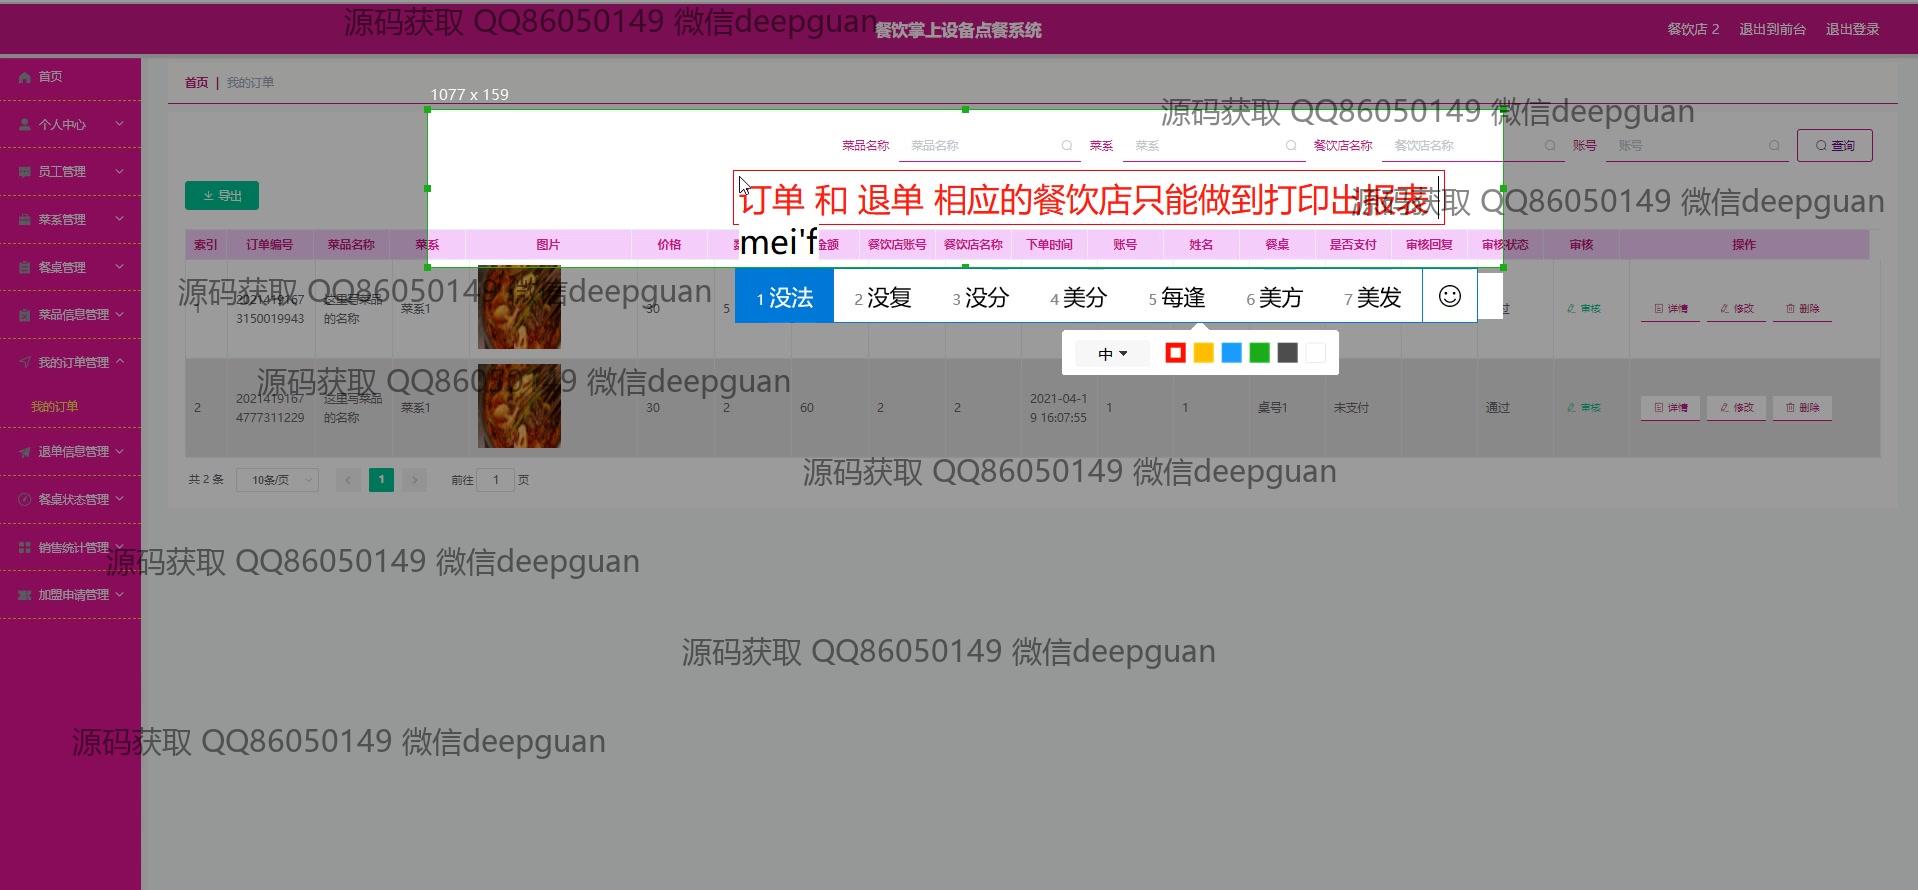 源码获取 QQ86050149 微信deepguan
餐饮掌上设备点餐系统
餐饮店 2 退出到前台 退出登录
首页
个人中心
员工管理
菜系管理
餐桌管理
菜品信息管理
我的订单管理
我的订单
退单信息管理
餐桌状态管理
销售统计管理
加盟申请管理
首页 | 我的订单
1077 x 159
源码获取 QQ86050149 微信deepguan
菜品名称 菜品名称 菜系 菜系 餐饮店名称 餐饮店名称 账号 账号 查询
导出
订单 和 退单 相应的餐饮店只能做到打印出报表
源码获取 QQ86050149 微信deepguan
mei'f
索引 订单编号 菜品名称 菜系 图片 价格 金额 餐饮店账号 餐饮店名称 下单时间 账号 姓名 餐桌 是否支付 审核回复 审核状态 审核 操作
1 没法 2 没复 3 没分 4 美分 5 每逢 6 美方 7 美发
源码获取 QQ86050149 微信deepguan
1 2021419167 3150019943 这里写菜品 的名称 菜系1 30 5 过 审核 详情 修改 删除
中
源码获取 QQ86050149 微信deepguan
2 2021419167 4777311229 这里写菜品 的名称 菜系1 30 2 60 2 2 2021-04-1 9 16:07:55 1 1 桌号1 未支付 通过 审核 详情 修改 删除
共 2 条 10条/页 1 前往 1 页
源码获取 QQ86050149 微信deepguan
源码获取 QQ86050149 微信deepguan
源码获取 QQ86050149 微信deepguan
源码获取 QQ86050149 微信deepguan